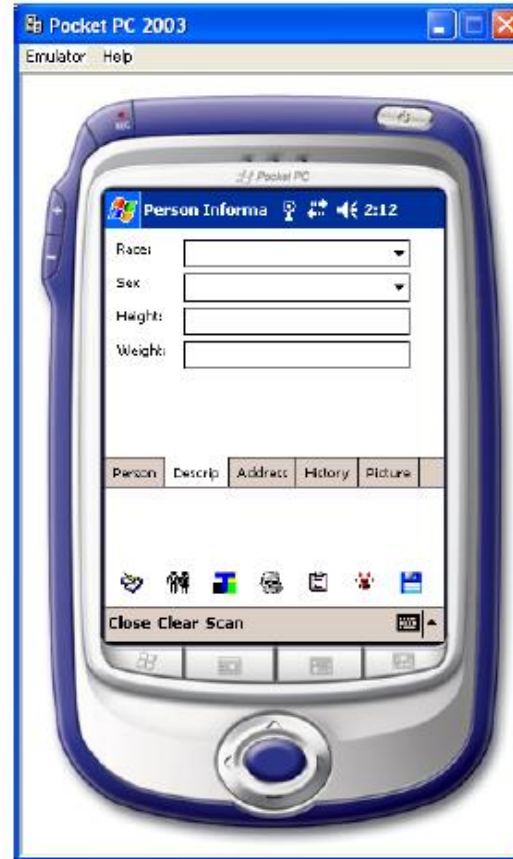 Pocket PC 2003
Emulator Help
Pocket PC
Person Informa 2:12
Race:
Sex
Height:
Weight:
Person Descrip Address History Picture
Close Clear Scan